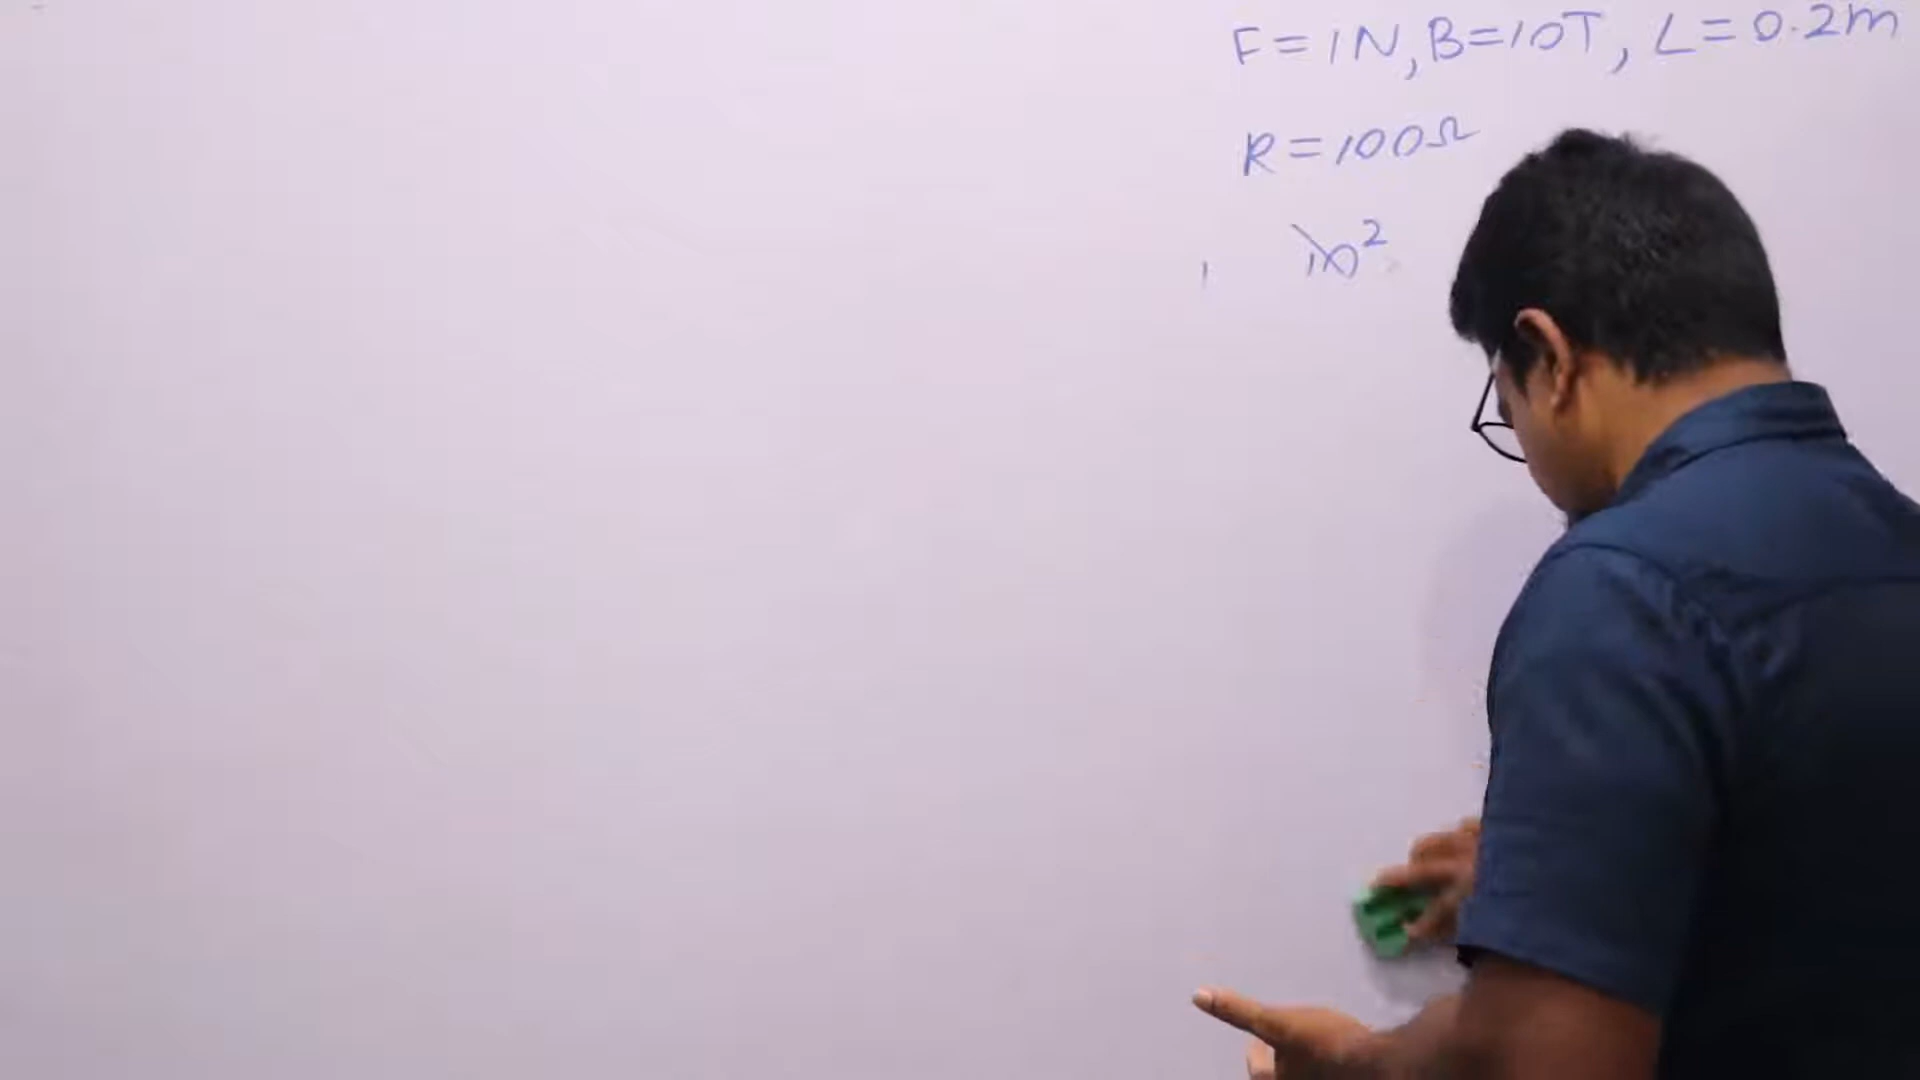 F = 1N, B=10T, L = 0.2m
R = 100Ω
10²